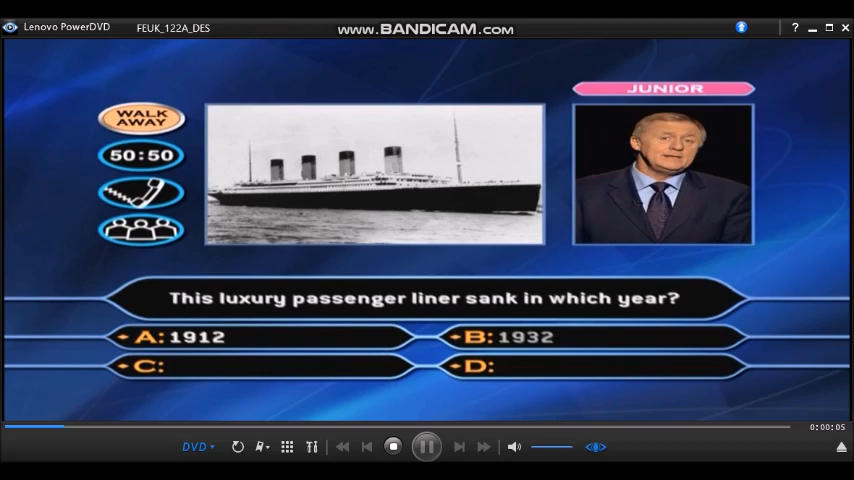 Lenovo PowerDVD
FEUK_122A_DES
www.BANDICAM.com
?
JUNIOR
WALK
AWAY
50:50
This luxury passenger liner sank in which year?
A: 1912
B: 1932
C:
D:
0:00:05
DVD